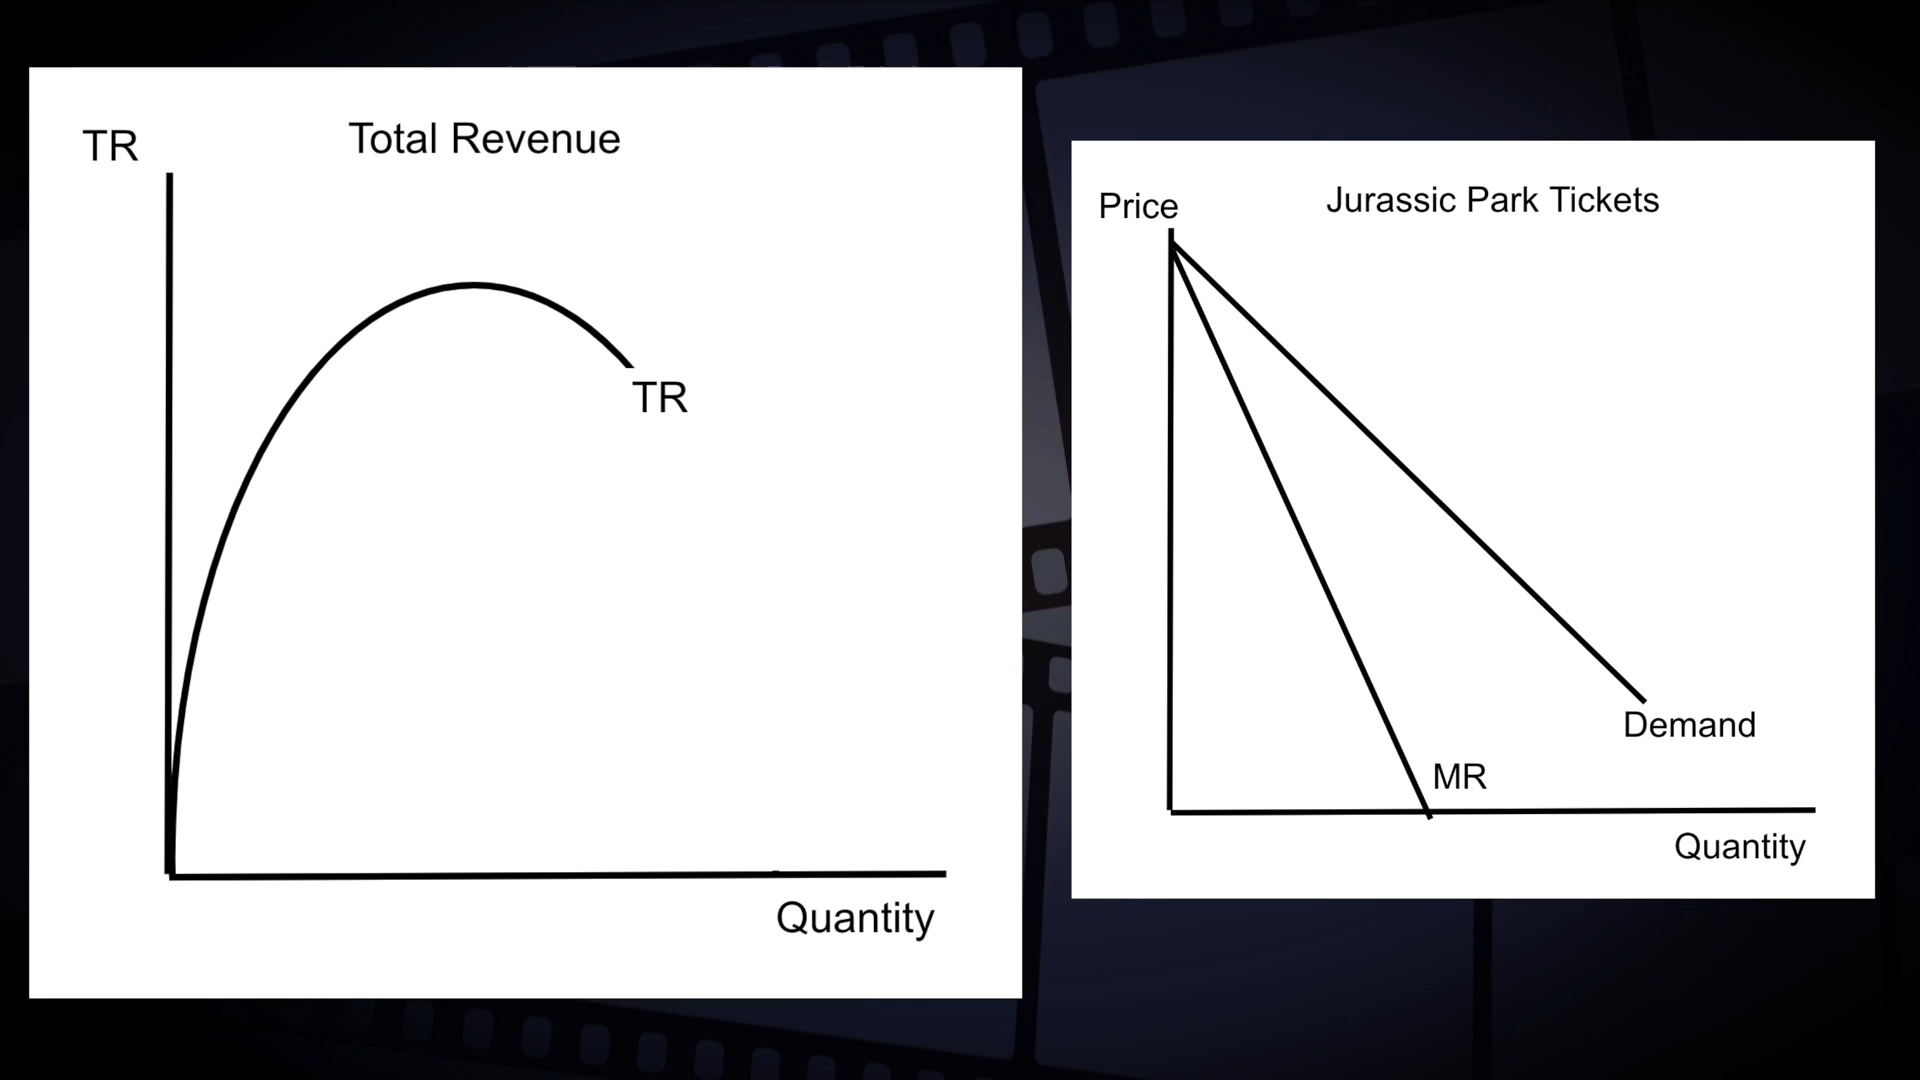 TR
Total Revenue
TR
Quantity
Price
Jurassic Park Tickets
Demand
MR
Quantity